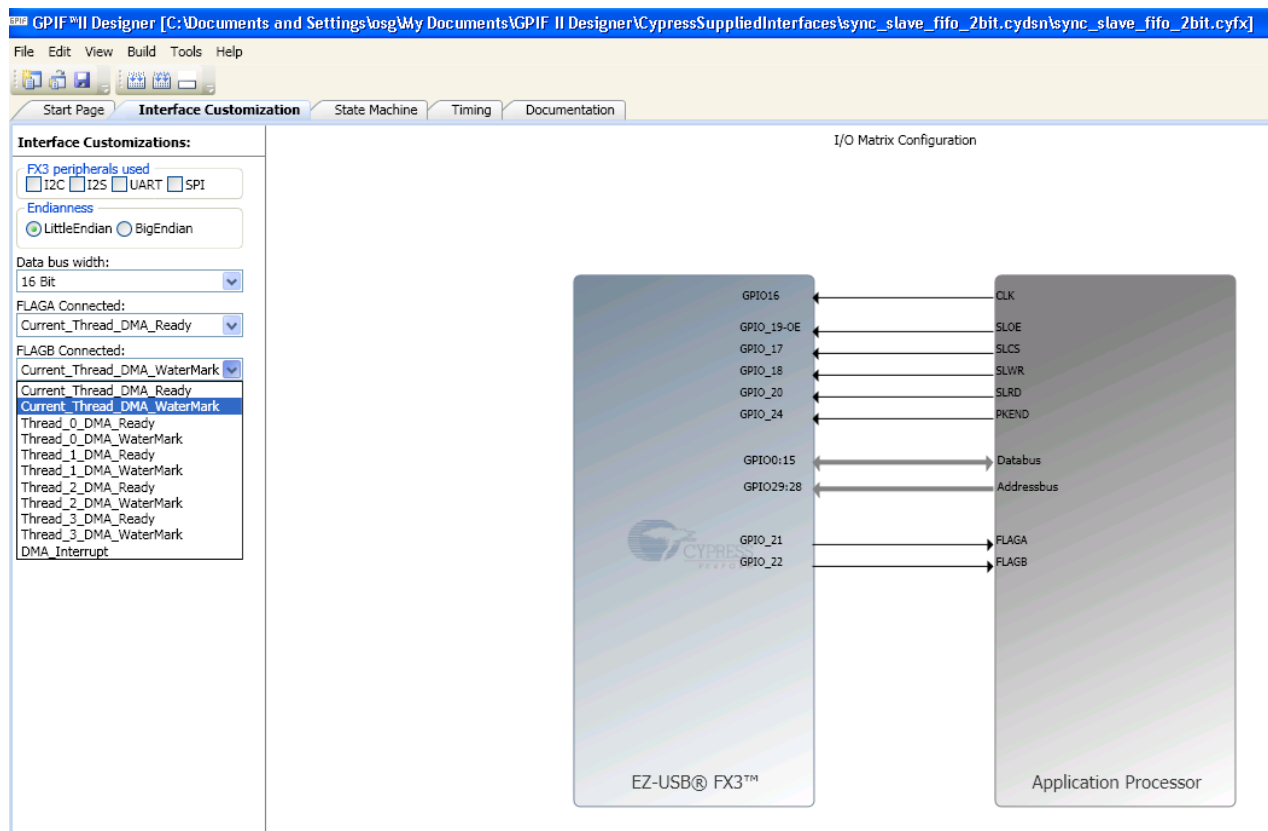 GPIF GPIF™II Designer [C:\Documents and Settings\osg\My Documents\GPIF II Designer\CypressSuppliedInterfaces\sync_slave_fifo_2bit.cydsn\sync_slave_fifo_2bit.cyfx]
File Edit View Build Tools Help
Start Page Interface Customization State Machine Timing Documentation
Interface Customizations:
FX3 peripherals used
I2C I2S UART SPI
Endianness
LittleEndian BigEndian
Data bus width:
16 Bit
FLAGA Connected:
Current_Thread_DMA_Ready
FLAGB Connected:
Current_Thread_DMA_WaterMark
Current_Thread_DMA_Ready
Current_Thread_DMA_WaterMark
Thread_0_DMA_Ready
Thread_0_DMA_WaterMark
Thread_1_DMA_Ready
Thread_1_DMA_WaterMark
Thread_2_DMA_Ready
Thread_2_DMA_WaterMark
Thread_3_DMA_Ready
Thread_3_DMA_WaterMark
DMA_Interrupt
I/O Matrix Configuration
GPIO16 CLK
GPIO_19-OE SLOE
GPIO_17 SLCS
GPIO_18 SLWR
GPIO_20 SLRD
GPIO_24 PKEND
GPIO0:15 Databus
GPIO29:28 Addressbus
GPIO_21 FLAGA
CYPRESS
GPIO_22 FLAGB
EZ-USB® FX3™ Application Processor